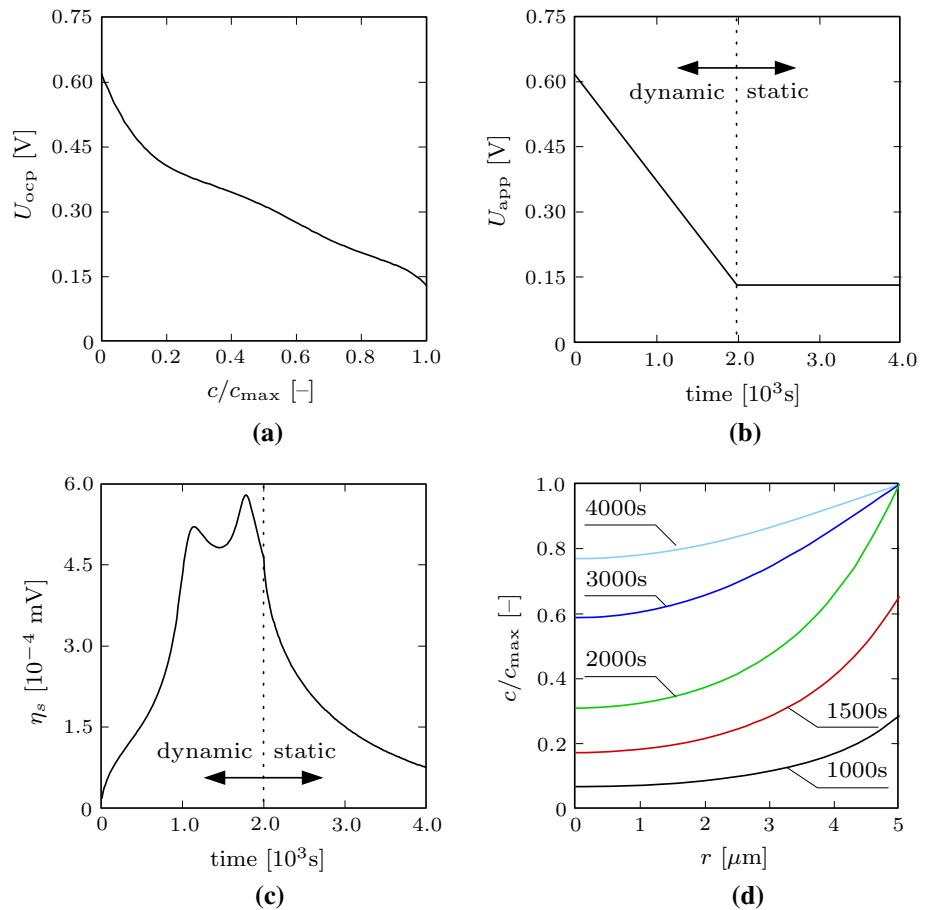 0.75
0.60
0.45
0.30
0.15
0
U_ocp [V]
0 0.2 0.4 0.6 0.8 1.0
c/c_max [–]
(a)
0.75
0.60
0.45
0.30
0.15
0
U_app [V]
dynamic static
0 1.0 2.0 3.0 4.0
time [10³s]
(b)
6.0
4.5
3.0
1.5
0
η_s [10⁻⁴ mV]
dynamic static
0 1.0 2.0 3.0 4.0
time [10³s]
(c)
1.0
0.8
0.6
0.4
0.2
0
c/c_max [–]
4000s
3000s
2000s
1500s
1000s
0 1 2 3 4 5
r [μm]
(d)